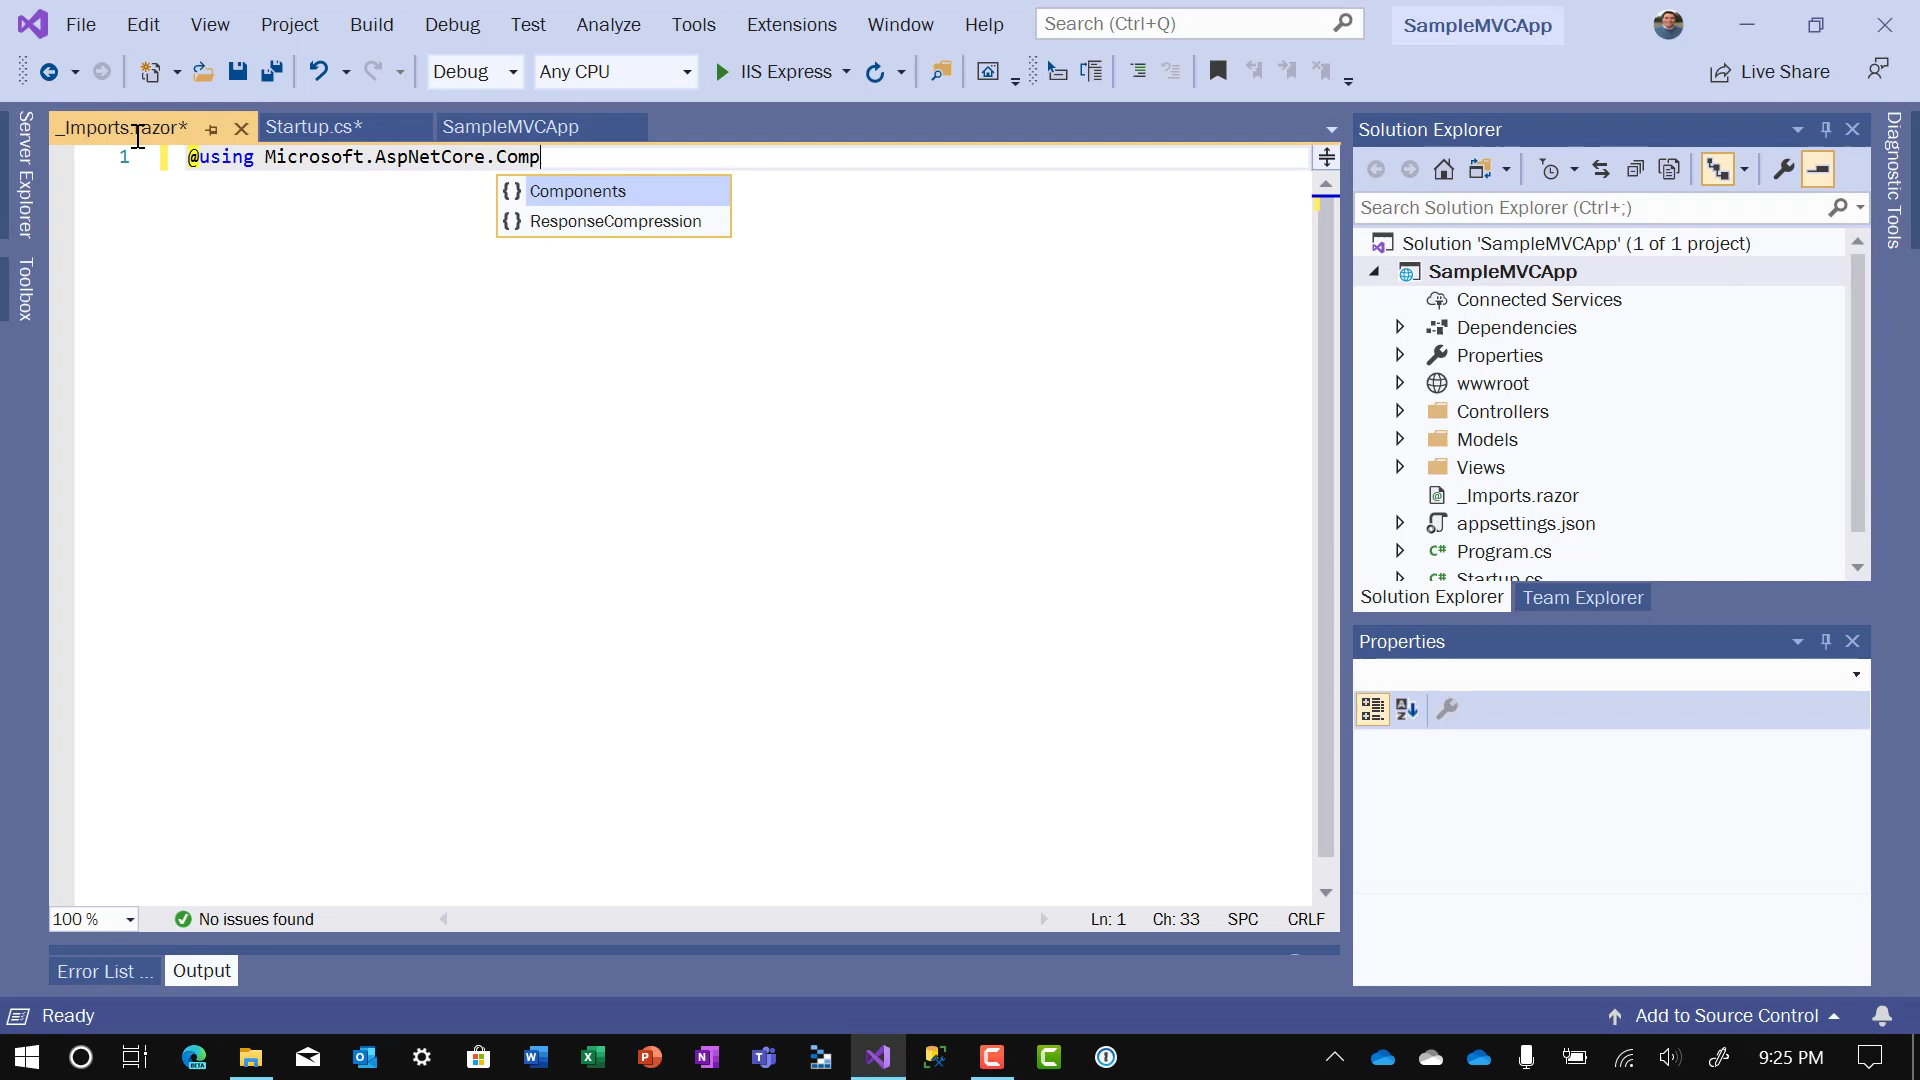 File Edit View Project Build Debug Test Analyze Tools Extensions Window Help Search (Ctrl+Q) SampleMVCApp
Debug Any CPU IIS Express Live Share
_Imports.razor* Startup.cs* SampleMVCApp
1 @using Microsoft.AspNetCore.Comp
{} Components
{} ResponseCompression
Server Explorer
Toolbox
Solution Explorer
Search Solution Explorer (Ctrl+;)
Solution 'SampleMVCApp' (1 of 1 project)
SampleMVCApp
Connected Services
Dependencies
Properties
wwwroot
Controllers
Models
Views
_Imports.razor
appsettings.json
C# Program.cs
C# Startup.cs
Solution Explorer Team Explorer
Properties
Diagnostic Tools
100 % No issues found Ln: 1 Ch: 33 SPC CRLF
Error List ... Output
Ready Add to Source Control
9:25 PM